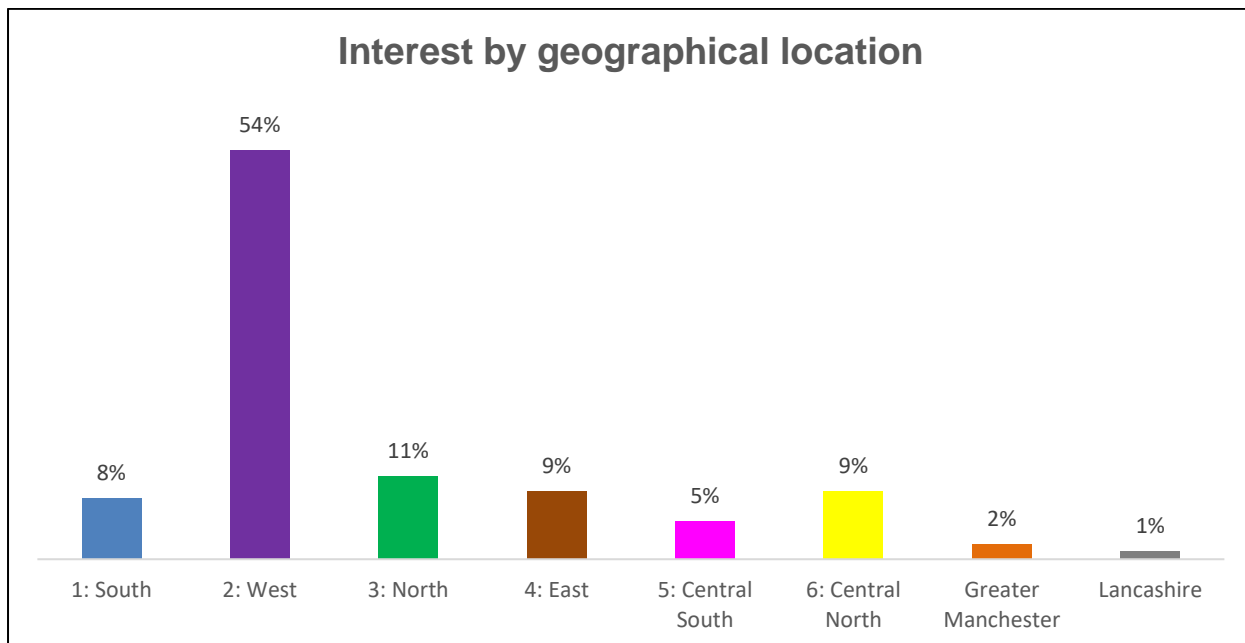 Interest by geographical location
54%
11%
9%
9%
8%
5%
2%
1%
1: South
2: West
3: North
4: East
5: Central
South
6: Central
North
Greater
Manchester
Lancashire